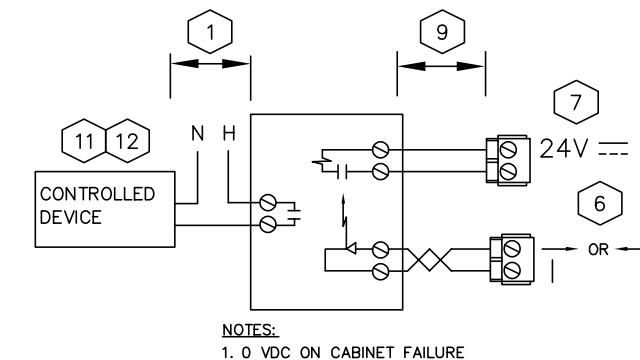 1
9
7
11 12
N H
24V
6
CONTROLLED
DEVICE
OR
NOTES:
1. 0 VDC ON CABINET FAILURE